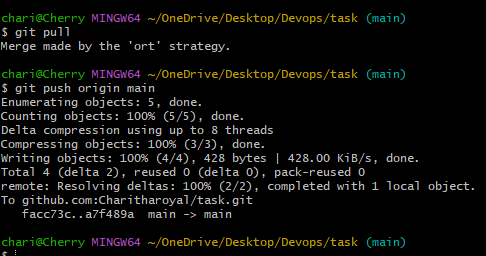 chari@Cherry MINGW64 ~/OneDrive/Desktop/Devops/task (main)
$ git pull
Merge made by the 'ort' strategy.
chari@Cherry MINGW64 ~/OneDrive/Desktop/Devops/task (main)
$ git push origin main
Enumerating objects: 5, done.
Counting objects: 100% (5/5), done.
Delta compression using up to 8 threads
Compressing objects: 100% (3/3), done.
Writing objects: 100% (4/4), 428 bytes | 428.00 KiB/s, done.
Total 4 (delta 2), reused 0 (delta 0), pack-reused 0
remote: Resolving deltas: 100% (2/2), completed with 1 local object.
To github.com:Charitharoyal/task.git
   facc73c..a7f489a  main -> main
chari@Cherry MINGW64 ~/OneDrive/Desktop/Devops/task (main)
$